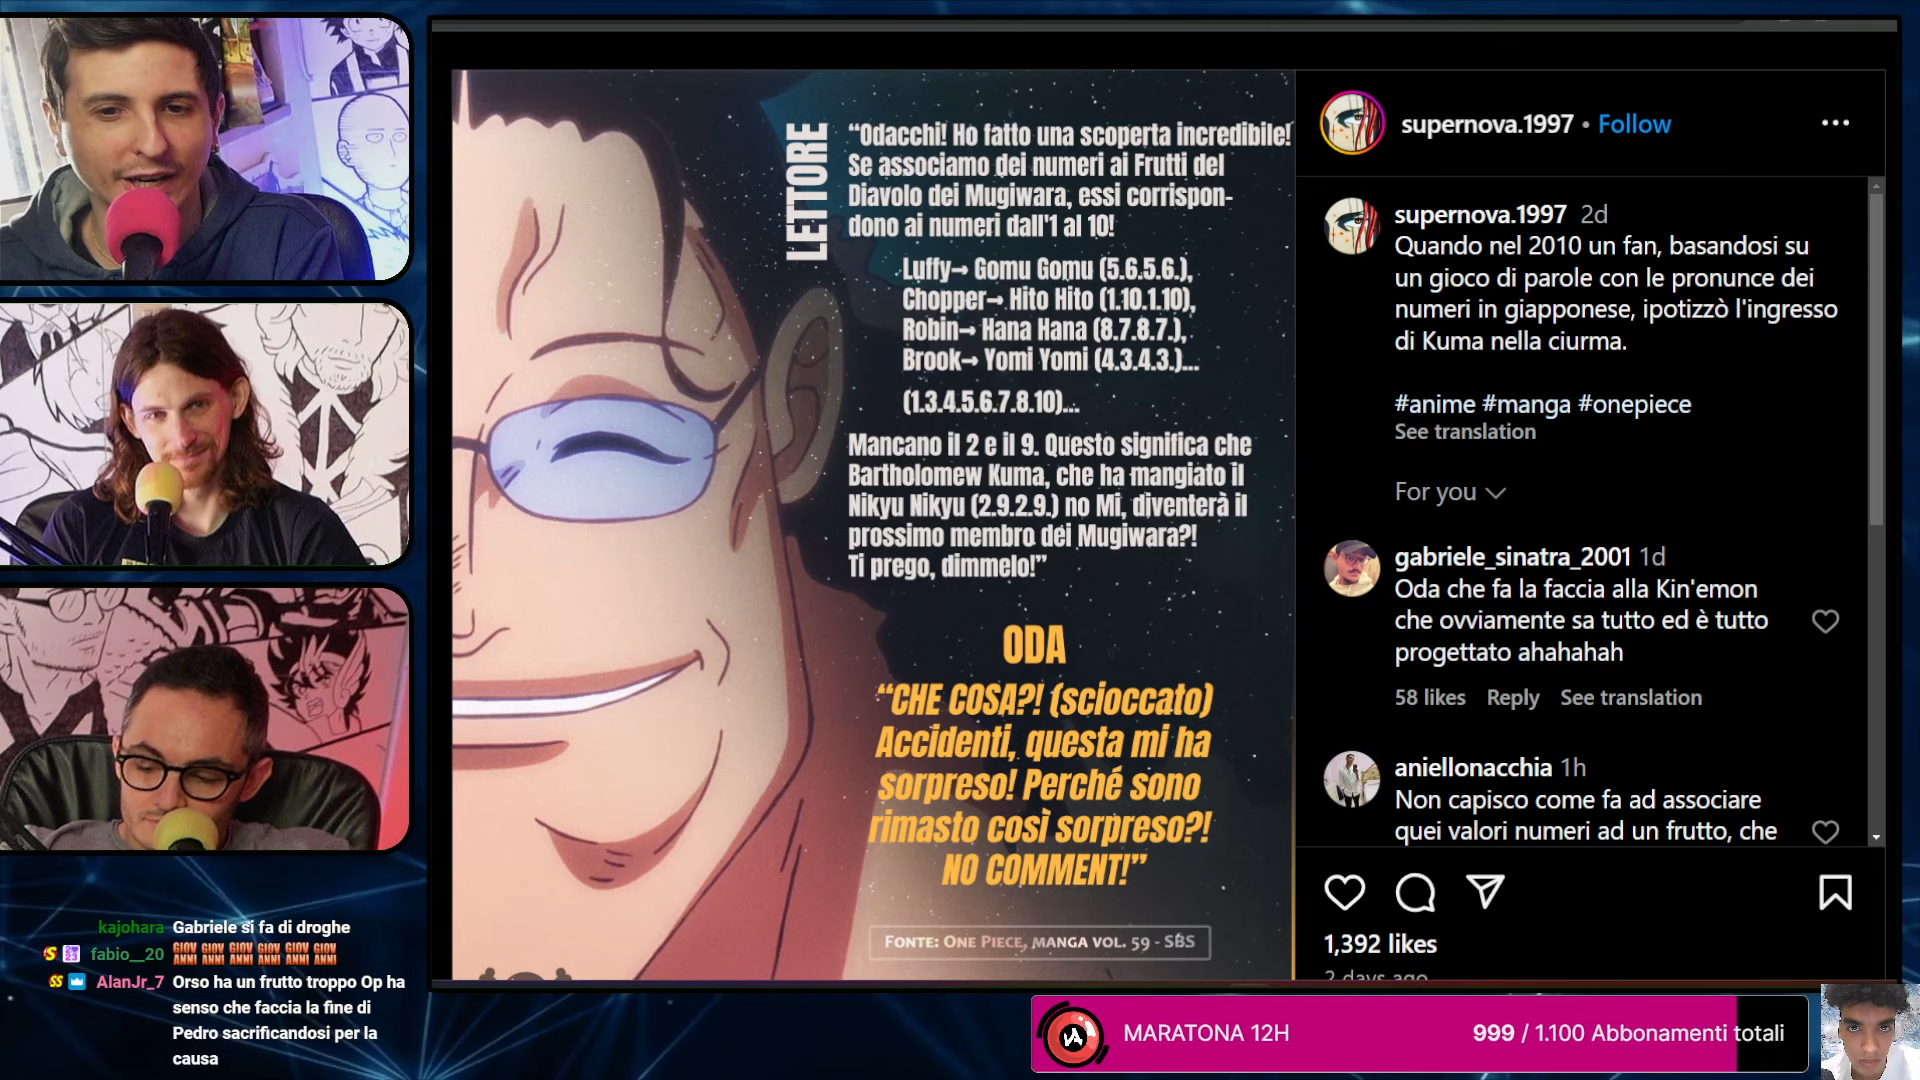 LETTORE
“Odacchi! Ho fatto una scoperta incredibile!
Se associamo dei numeri ai Frutti del
Diavolo dei Mugiwara, essi corrispon-
dono ai numeri dall'1 al 10!
Luffy→ Gomu Gomu (5.6.5.6.),
Chopper→ Hito Hito (1.10.1.10),
Robin→ Hana Hana (8.7.8.7.),
Brook→ Yomi Yomi (4.3.4.3.)...
(1.3.4.5.6.7.8.10)...
Mancano il 2 e il 9. Questo significa che
Bartholomew Kuma, che ha mangiato il
Nikyu Nikyu (2.9.2.9.) no Mi, diventerà il
prossimo membro dei Mugiwara?!
Ti prego, dimmelo!”
ODA
“CHE COSA?! (scioccato)
Accidenti, questa mi ha
sorpreso! Perché sono
rimasto così sorpreso?!
NO COMMENT!”
FONTE: ONE PIECE, MANGA VOL. 59 - SBS
supernova.1997 • Follow
supernova.1997 2d
Quando nel 2010 un fan, basandosi su
un gioco di parole con le pronunce dei
numeri in giapponese, ipotizzò l'ingresso
di Kuma nella ciurma.
#anime #manga #onepiece
See translation
For you
gabriele_sinatra_2001 1d
Oda che fa la faccia alla Kin'emon
che ovviamente sa tutto ed è tutto
progettato ahahahah
58 likes Reply See translation
aniellonacchia 1h
Non capisco come fa ad associare
quei valori numeri ad un frutto, che
1,392 likes
2 days ago
kajohara Gabriele si fa di droghe
fabio__20 GIOVANNI GIOVANNI GIOVANNI GIOVANNI GIOVANNI GIOVANNI
AlanJr_7 Orso ha un frutto troppo Op ha
senso che faccia la fine di
Pedro sacrificandosi per la
causa
MARATONA 12H 999 / 1.100 Abbonamenti totali